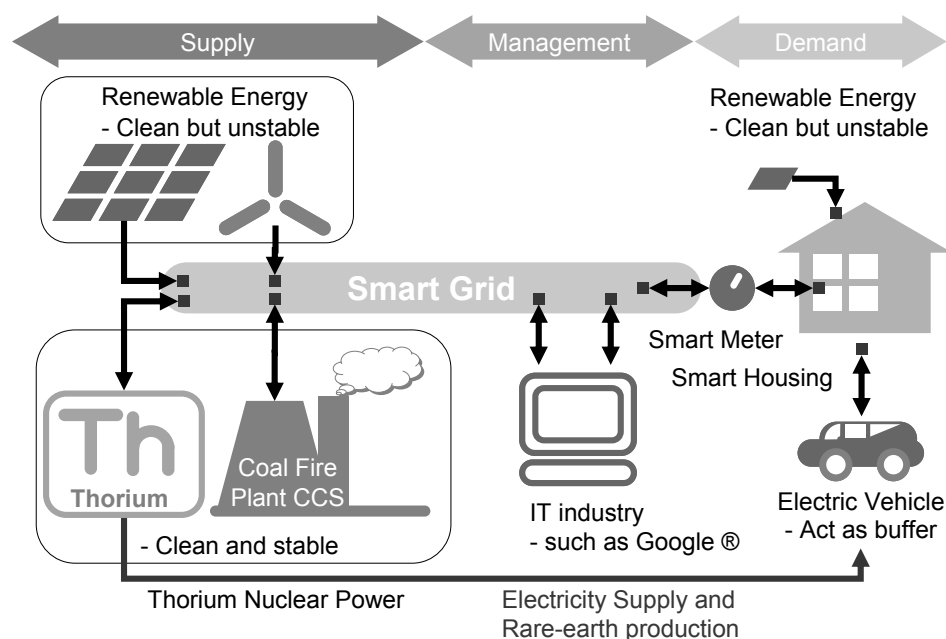 Supply
Management
Demand
Renewable Energy
- Clean but unstable
Renewable Energy
- Clean but unstable
Smart Grid
Smart Meter
Smart Housing
Th
Thorium
Coal Fire
Plant CCS
- Clean and stable
IT industry
- such as Google ®
Electric Vehicle
- Act as buffer
Thorium Nuclear Power
Electricity Supply and
Rare-earth production